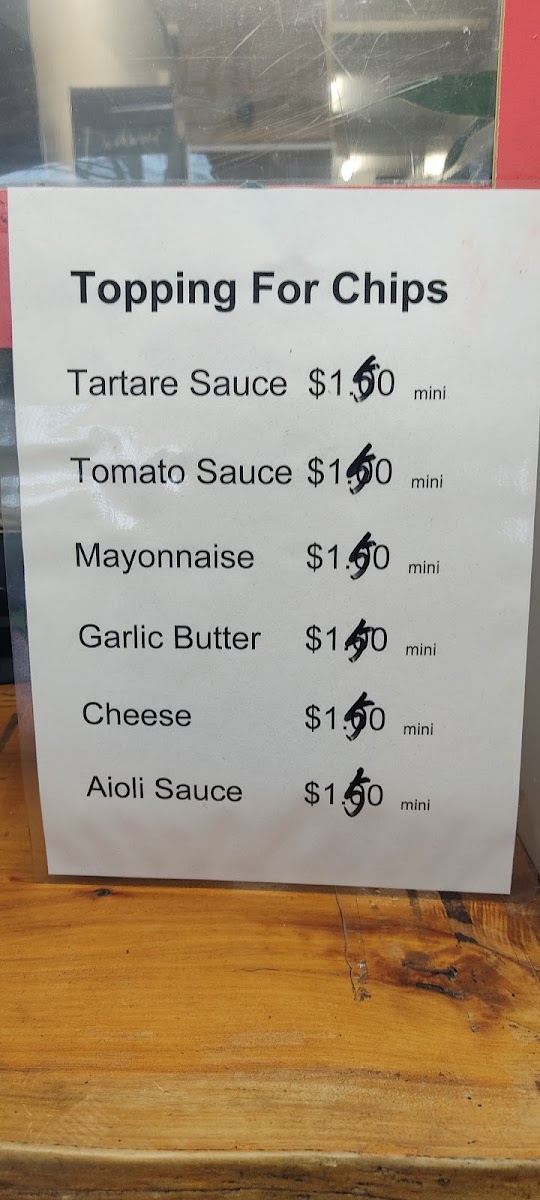 Topping For Chips
Tartare Sauce $1.50 mini
Tomato Sauce $1.50 mini
Mayonnaise $1.50 mini
Garlic Butter $1.50 mini
Cheese $1.50 mini
Aioli Sauce $1.50 mini